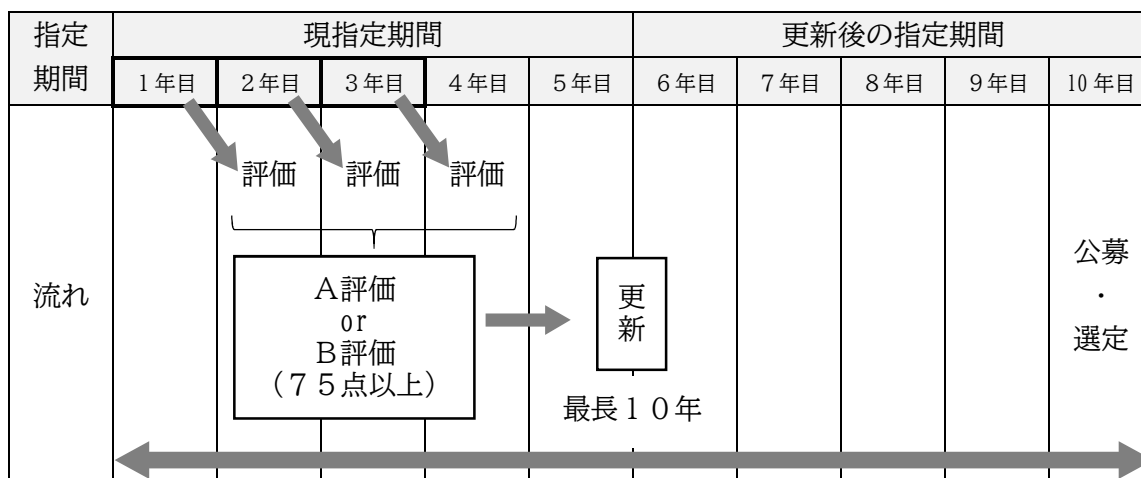 指定期間
現指定期間
更新後の指定期間
1年目
2年目
3年目
4年目
5年目
6年目
7年目
8年目
9年目
10年目
流れ
評価
評価
評価
A評価
or
B評価
（75点以上）
更新
最長10年
公募
・
選定